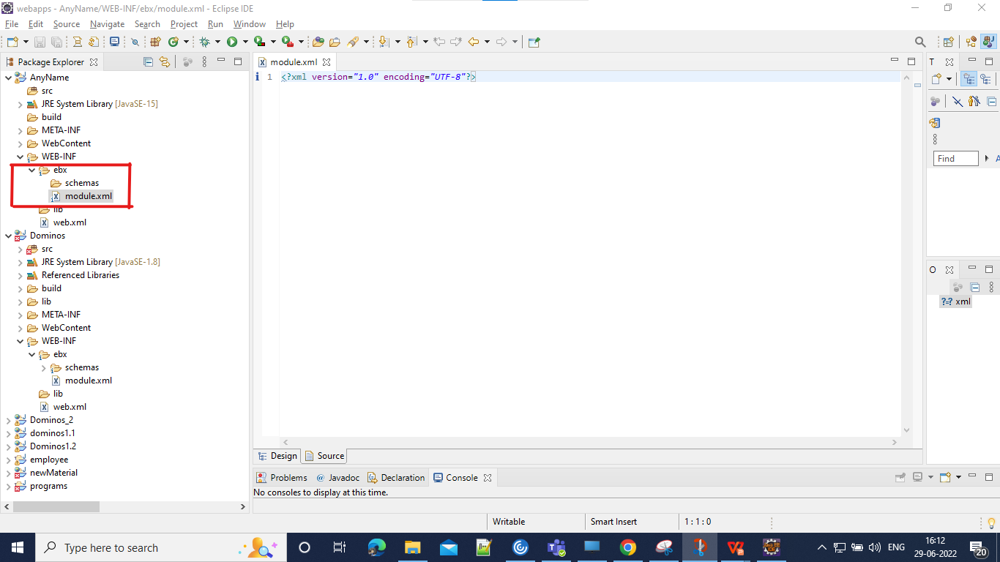 webapps - AnyName/WEB-INF/ebx/module.xml - Eclipse IDE
File Edit Source Navigate Search Project Run Window Help
Package Explorer
AnyName
src
JRE System Library [JavaSE-15]
build
META-INF
WebContent
WEB-INF
ebx
schemas
module.xml
lib
web.xml
Dominos
src
JRE System Library [JavaSE-1.8]
Referenced Libraries
build
lib
META-INF
WebContent
WEB-INF
ebx
schemas
module.xml
lib
web.xml
Dominos_2
dominos1.1
Dominos1.2
employee
newMaterial
programs
module.xml
1 <?xml version="1.0" encoding="UTF-8"?>
Design Source
T
Find
A
O
?=? xml
Problems @ Javadoc Declaration Console
No consoles to display at this time.
Writable Smart Insert 1 : 1 : 0
Type here to search
ENG
16:12
29-06-2022
20